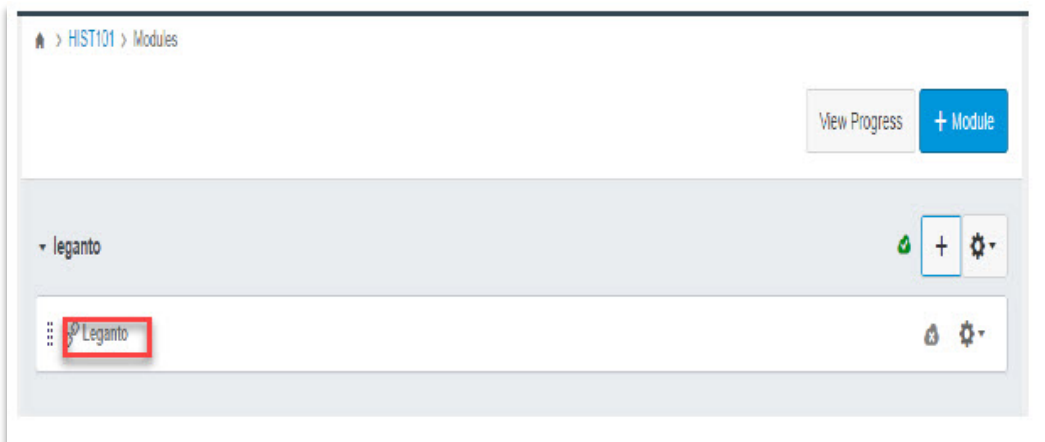 > HIST101 > Modules
View Progress
+ Module
leganto
Leganto